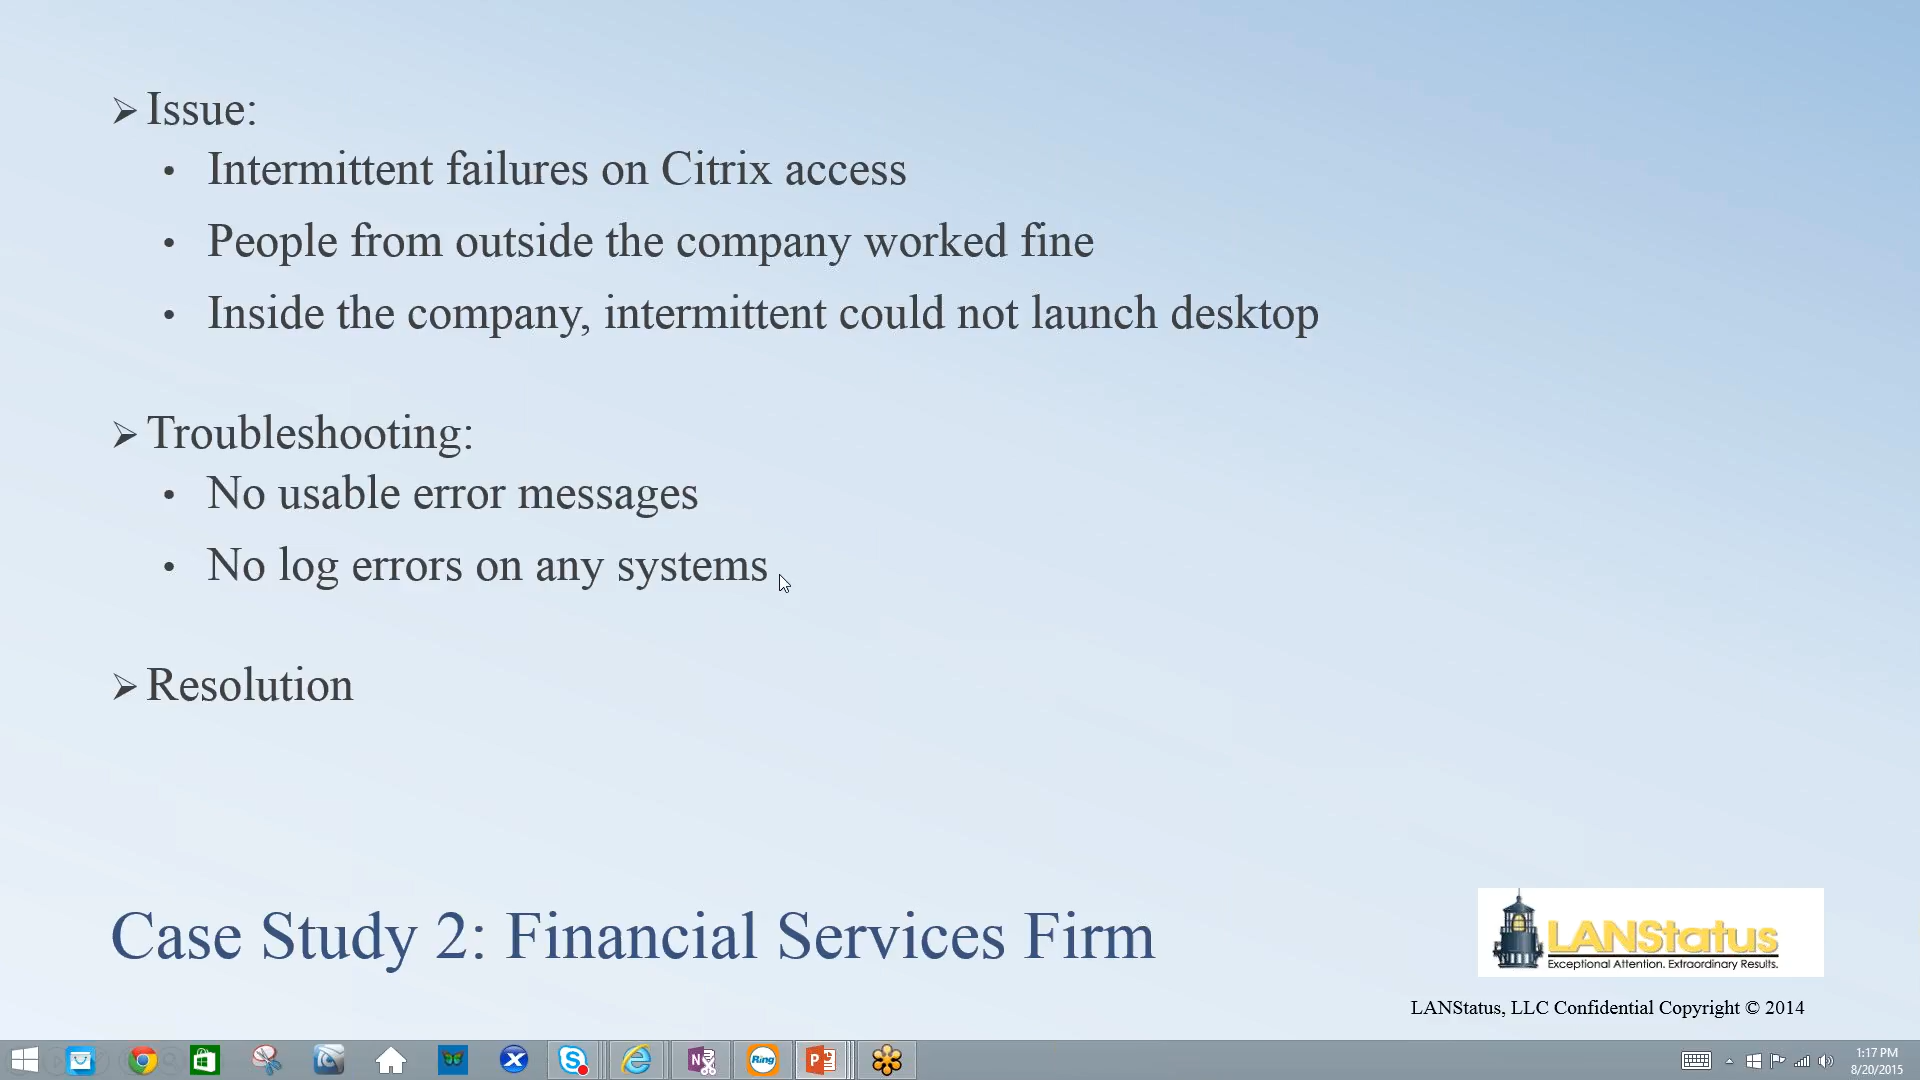 Issue:
Intermittent failures on Citrix access
People from outside the company worked fine
Inside the company, intermittent could not launch desktop
Troubleshooting:
No usable error messages
No log errors on any systems
Resolution
Case Study 2: Financial Services Firm
LANStatus
Exceptional Attention. Extraordinary Results.
LANStatus, LLC Confidential Copyright © 2014
Ring
1:17 PM
8/20/2015